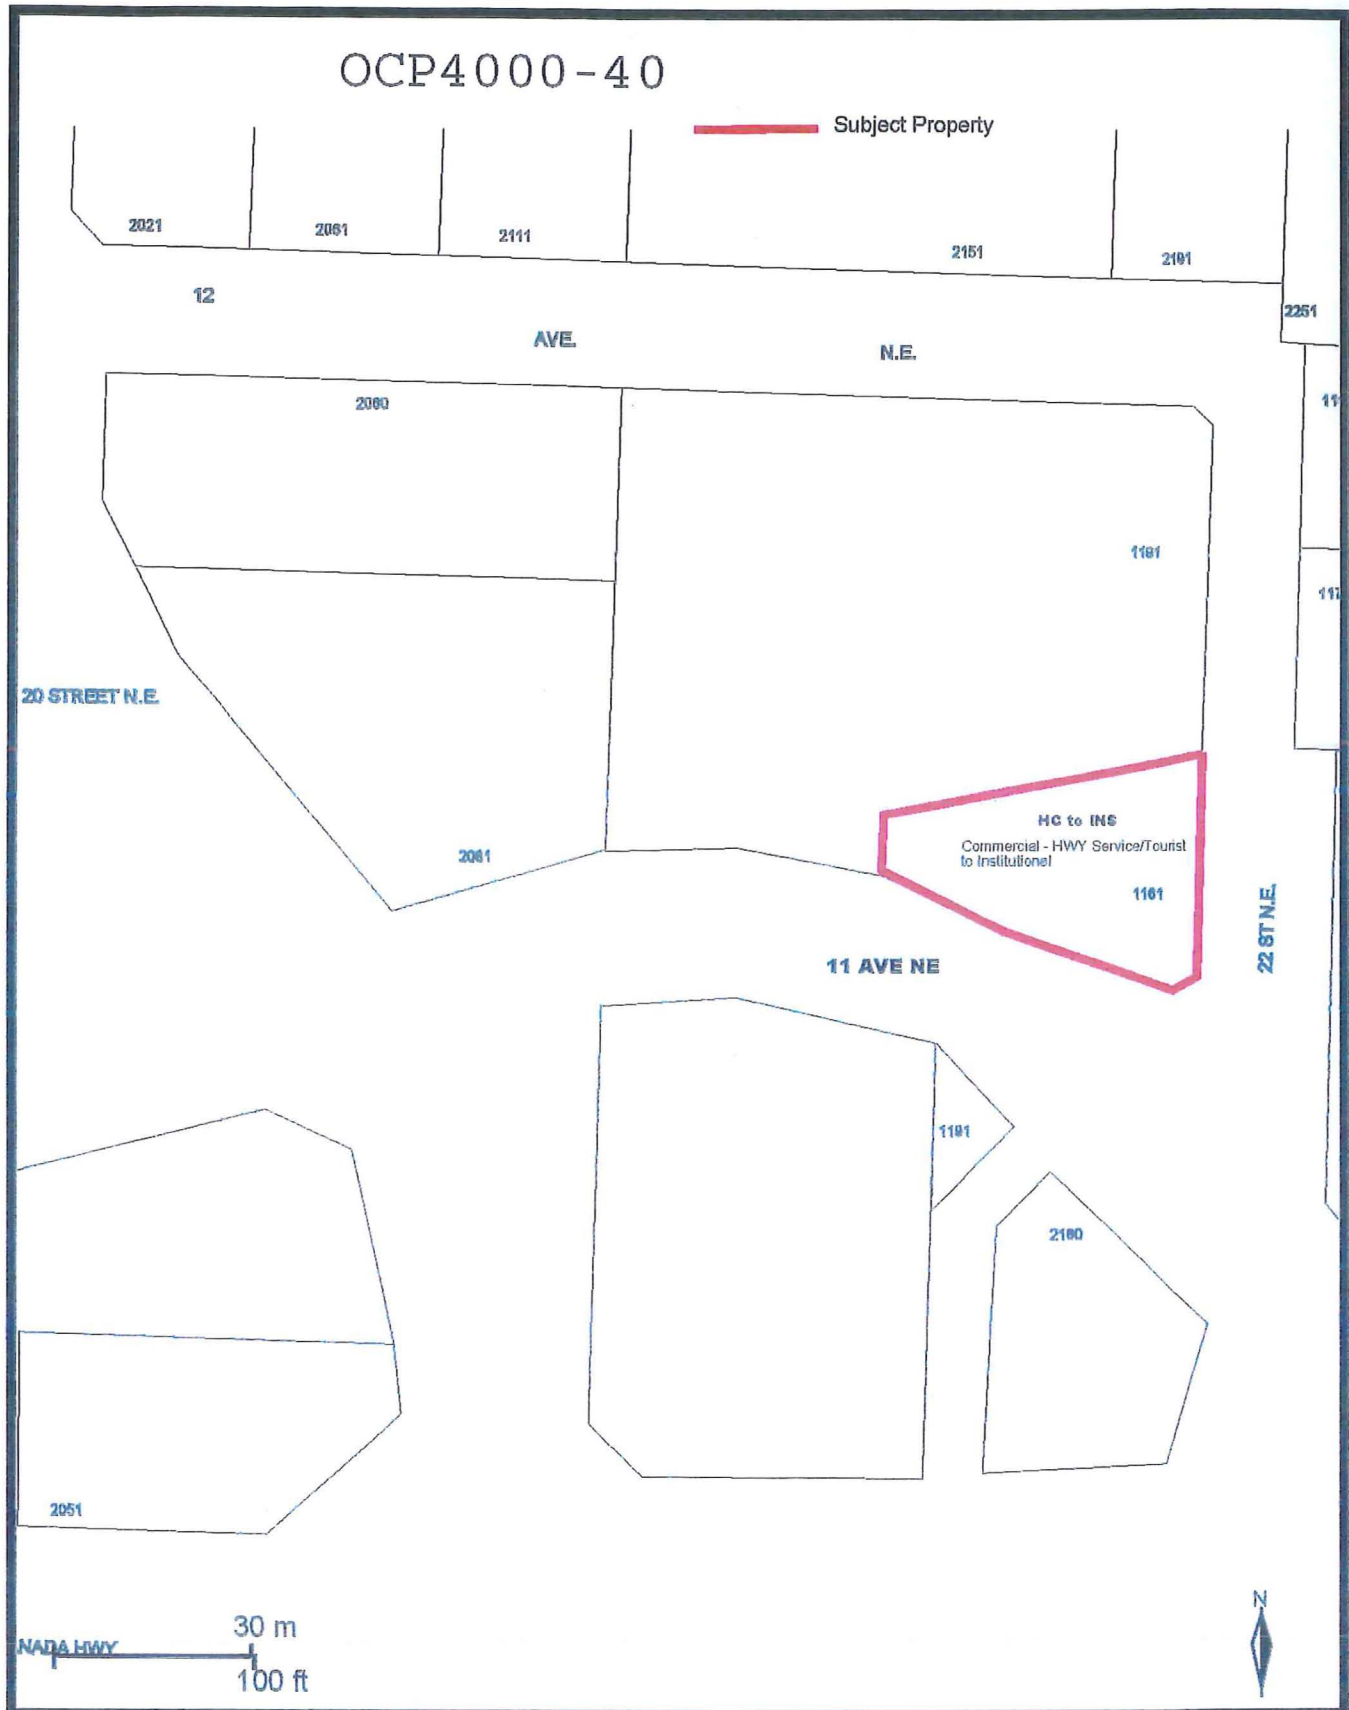 OCP4000-40
Subject Property
2021
2061
2111
2151
2191
12
AVE.
N.E.
2251
2060
1191
20 STREET N.E.
HC to INS
Commercial - HWY Service/Tourist
to Institutional
1161
2061
22 ST N.E.
11 AVE NE
1191
2160
2051
30 m
NADA HWY
100 ft
N